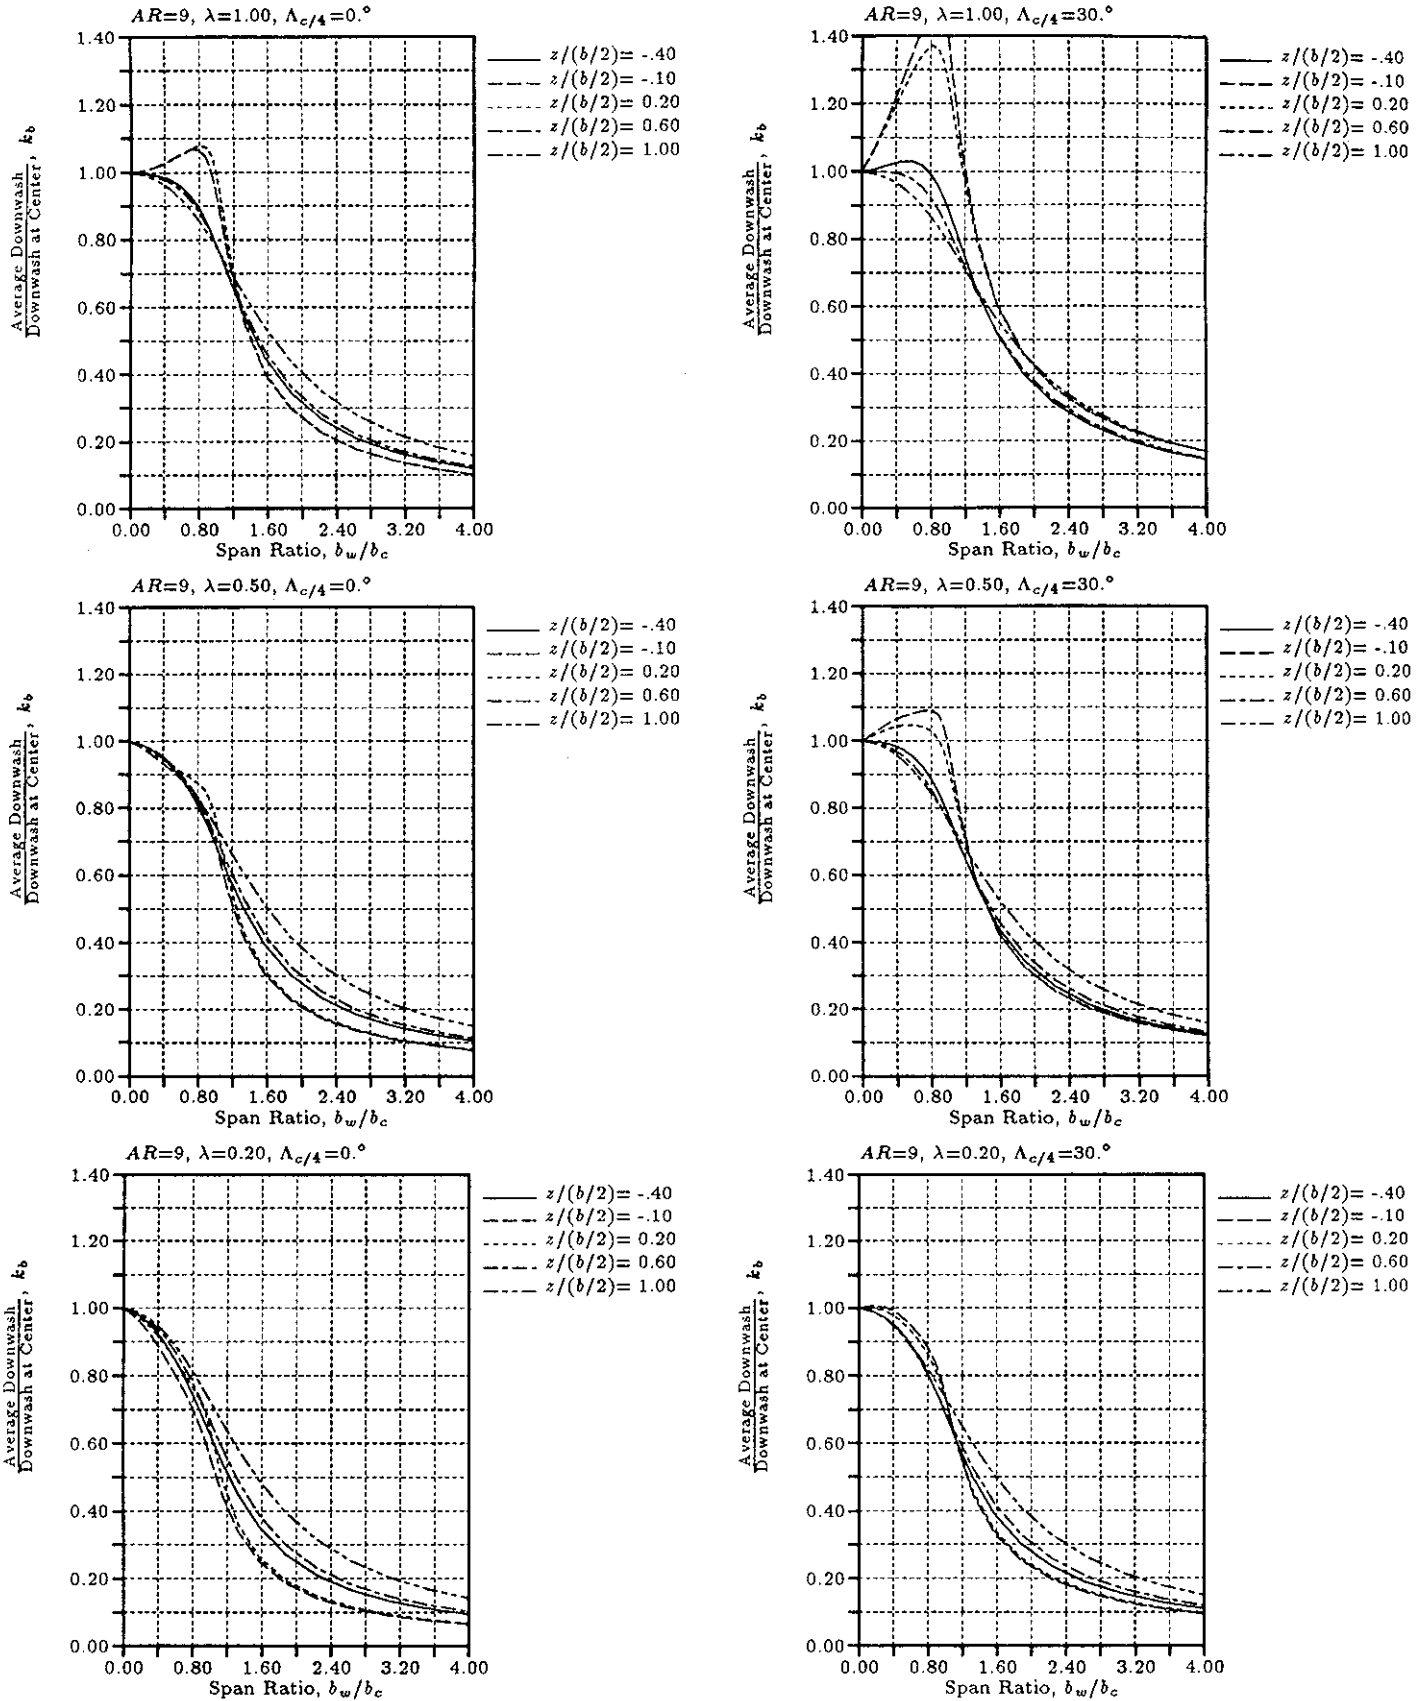 AR=9, λ=1.00, Λc/4=0.°
1.40
1.20
1.00
0.80
0.60
0.40
0.20
0.00
Average Downwash
Downwash at Center, kb
0.00 0.80 1.60 2.40 3.20 4.00
Span Ratio, bw/bc
z/(b/2)= -.40
z/(b/2)= -.10
z/(b/2)= 0.20
z/(b/2)= 0.60
z/(b/2)= 1.00
AR=9, λ=1.00, Λc/4=30.°
1.40
1.20
1.00
0.80
0.60
0.40
0.20
0.00
Average Downwash
Downwash at Center, kb
0.00 0.80 1.60 2.40 3.20 4.00
Span Ratio, bw/bc
z/(b/2)= -.40
z/(b/2)= -.10
z/(b/2)= 0.20
z/(b/2)= 0.60
z/(b/2)= 1.00
AR=9, λ=0.50, Λc/4=0.°
1.40
1.20
1.00
0.80
0.60
0.40
0.20
0.00
Average Downwash
Downwash at Center, kb
0.00 0.80 1.60 2.40 3.20 4.00
Span Ratio, bw/bc
z/(b/2)= -.40
z/(b/2)= -.10
z/(b/2)= 0.20
z/(b/2)= 0.60
z/(b/2)= 1.00
AR=9, λ=0.50, Λc/4=30.°
1.40
1.20
1.00
0.80
0.60
0.40
0.20
0.00
Average Downwash
Downwash at Center, kb
0.00 0.80 1.60 2.40 3.20 4.00
Span Ratio, bw/bc
z/(b/2)= -.40
z/(b/2)= -.10
z/(b/2)= 0.20
z/(b/2)= 0.60
z/(b/2)= 1.00
AR=9, λ=0.20, Λc/4=0.°
1.40
1.20
1.00
0.80
0.60
0.40
0.20
0.00
Average Downwash
Downwash at Center, kb
0.00 0.80 1.60 2.40 3.20 4.00
Span Ratio, bw/bc
z/(b/2)= -.40
z/(b/2)= -.10
z/(b/2)= 0.20
z/(b/2)= 0.60
z/(b/2)= 1.00
AR=9, λ=0.20, Λc/4=30.°
1.40
1.20
1.00
0.80
0.60
0.40
0.20
0.00
Average Downwash
Downwash at Center, kb
0.00 0.80 1.60 2.40 3.20 4.00
Span Ratio, bw/bc
z/(b/2)= -.40
z/(b/2)= -.10
z/(b/2)= 0.20
z/(b/2)= 0.60
z/(b/2)= 1.00